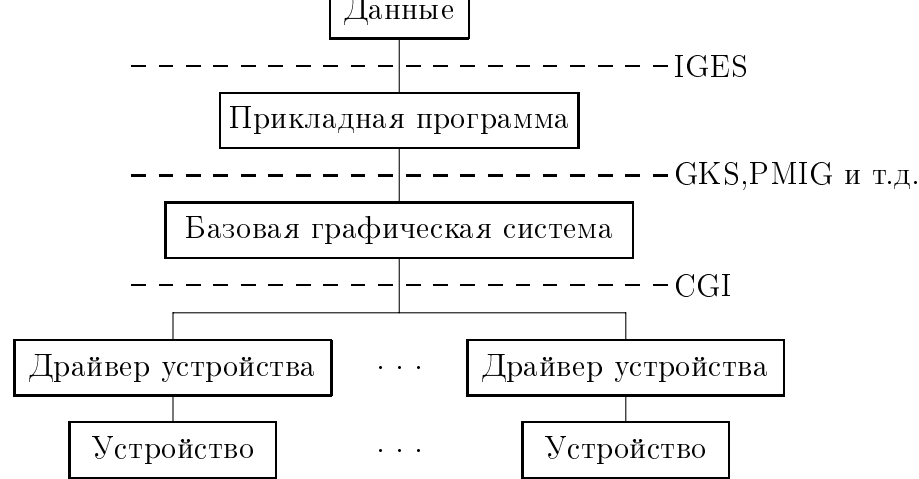 Данные
IGES
Прикладная программа
GKS,PMIG и т.д.
Базовая графическая система
CGI
Драйвер устройства . . . Драйвер устройства
Устройство . . . Устройство